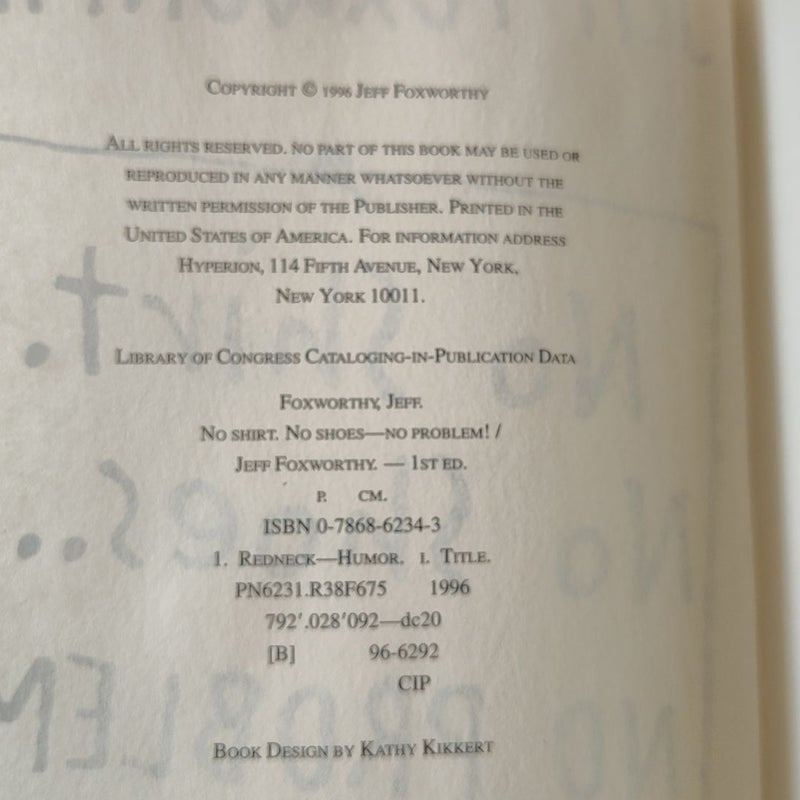 COPYRIGHT © 1996 JEFF FOXWORTHY
ALL RIGHTS RESERVED. NO PART OF THIS BOOK MAY BE USED OR
REPRODUCED IN ANY MANNER WHATSOEVER WITHOUT THE
WRITTEN PERMISSION OF THE PUBLISHER. PRINTED IN THE
UNITED STATES OF AMERICA. FOR INFORMATION ADDRESS
HYPERION, 114 FIFTH AVENUE, NEW YORK,
NEW YORK 10011.
LIBRARY OF CONGRESS CATALOGING-IN-PUBLICATION DATA
FOXWORTHY, JEFF.
NO SHIRT. NO SHOES—NO PROBLEM! /
JEFF FOXWORTHY. — 1ST ED.
P. CM.
ISBN 0-7868-6234-3
1. REDNECK—HUMOR. I. TITLE.
PN6231.R38F675 1996
792′.028′092—dc20
[B] 96-6292
CIP
BOOK DESIGN BY KATHY KIKKERT